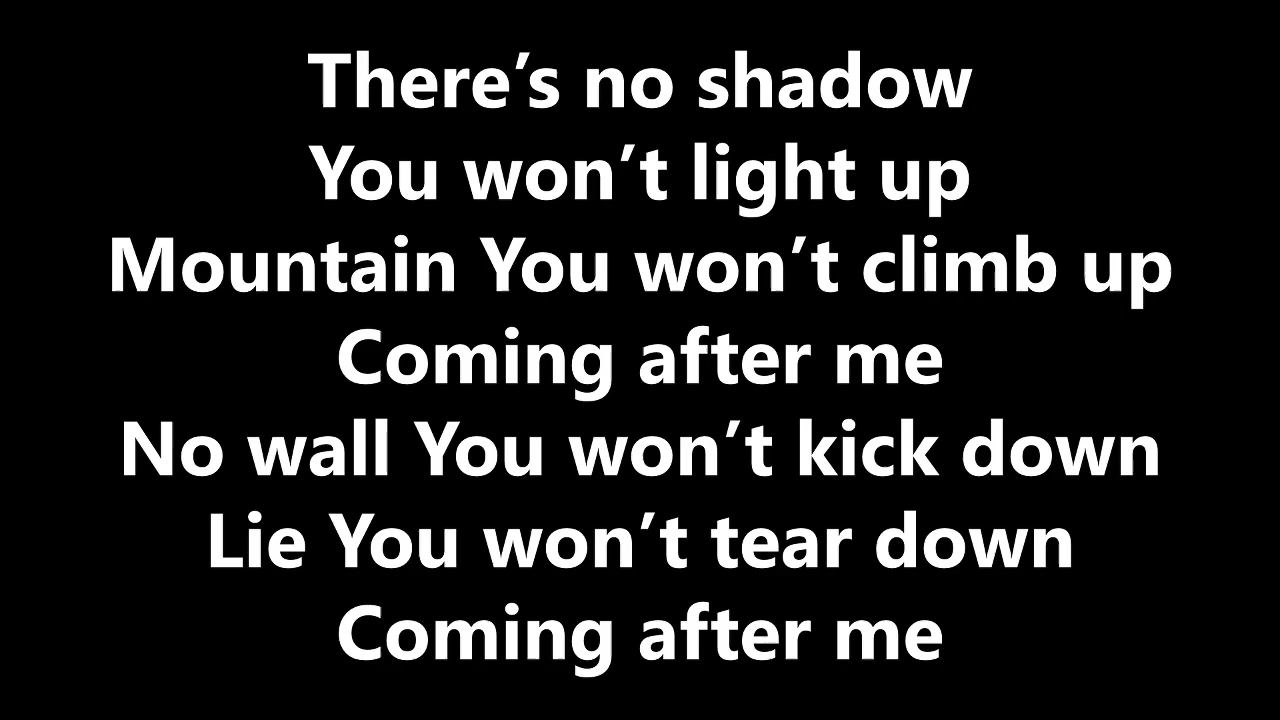 There’s no shadow
You won’t light up
Mountain You won’t climb up
Coming after me
No wall You won’t kick down
Lie You won’t tear down
Coming after me